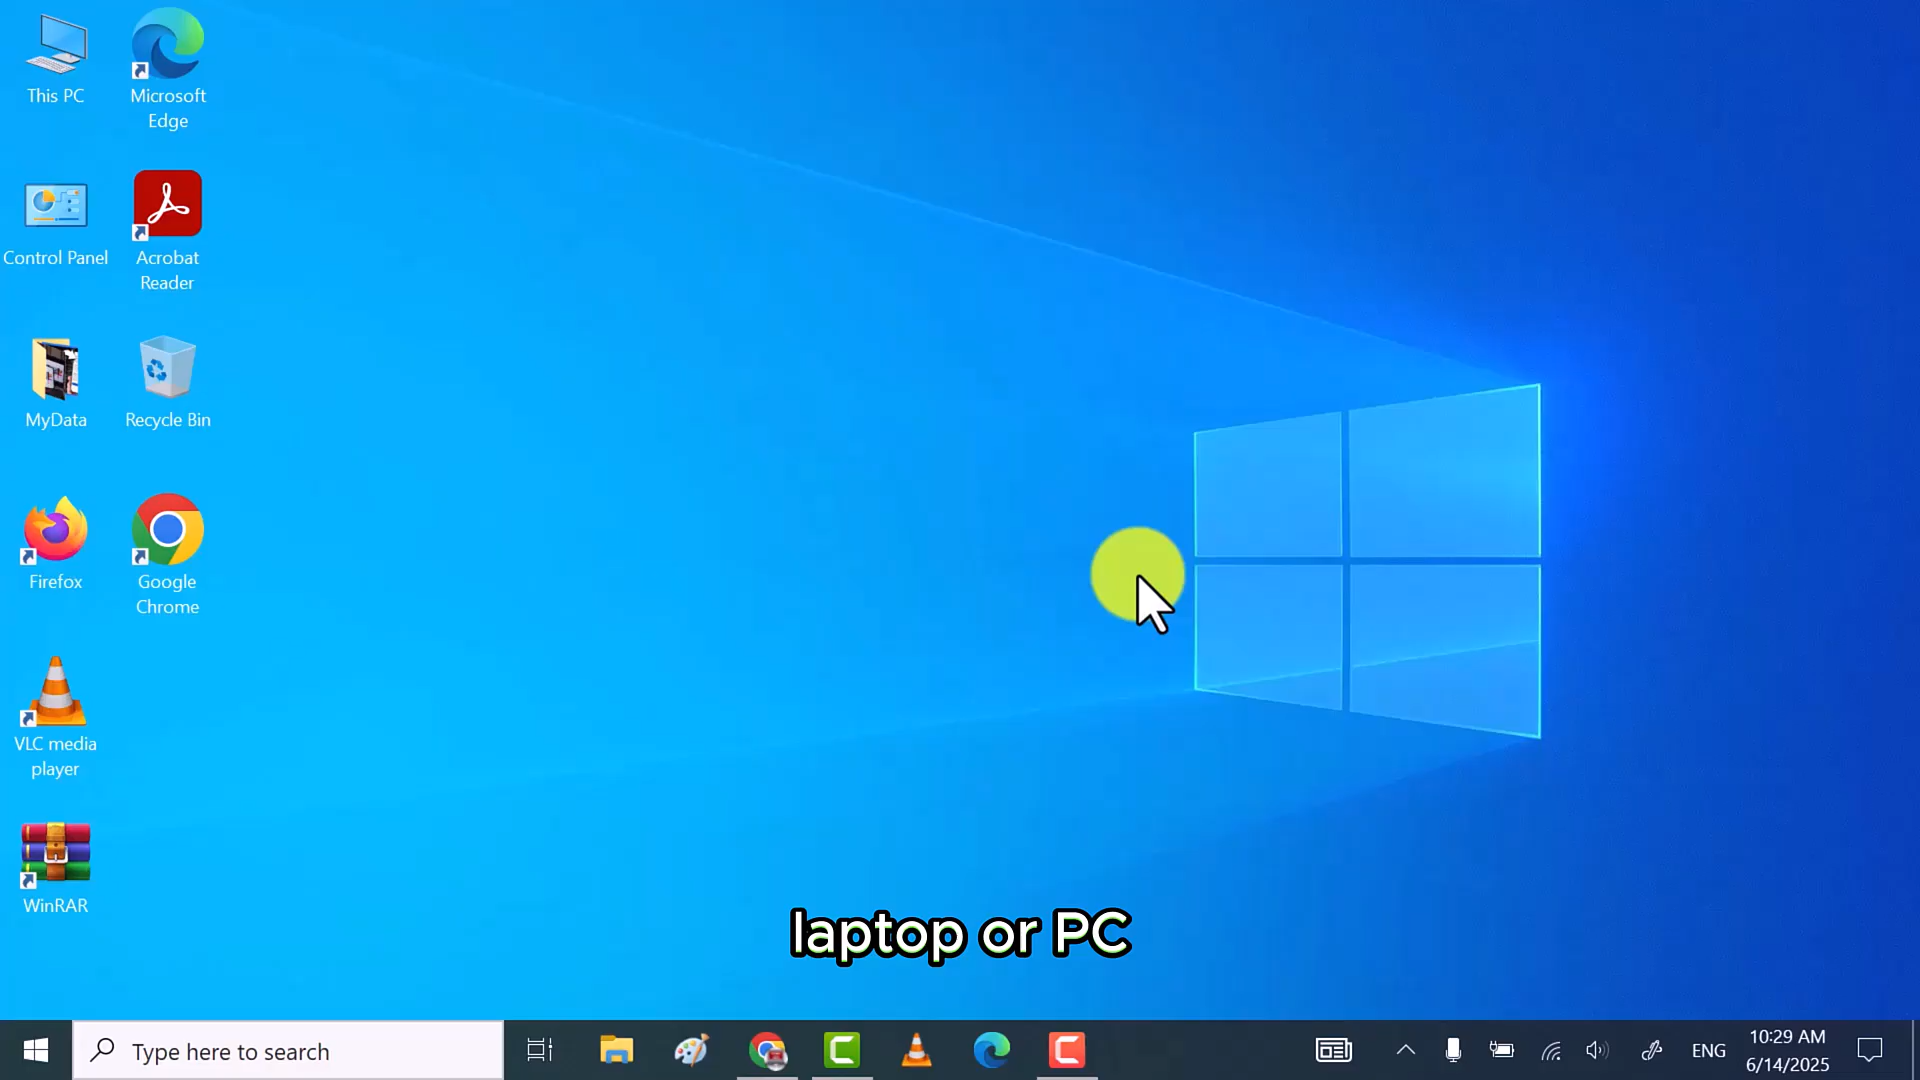 This PC
Microsoft
Edge
Control Panel
Acrobat
Reader
MyData
Recycle Bin
Firefox
Google
Chrome
VLC media
player
WinRAR
laptop or PC
Type here to search
ENG
10:29 AM
6/14/2025